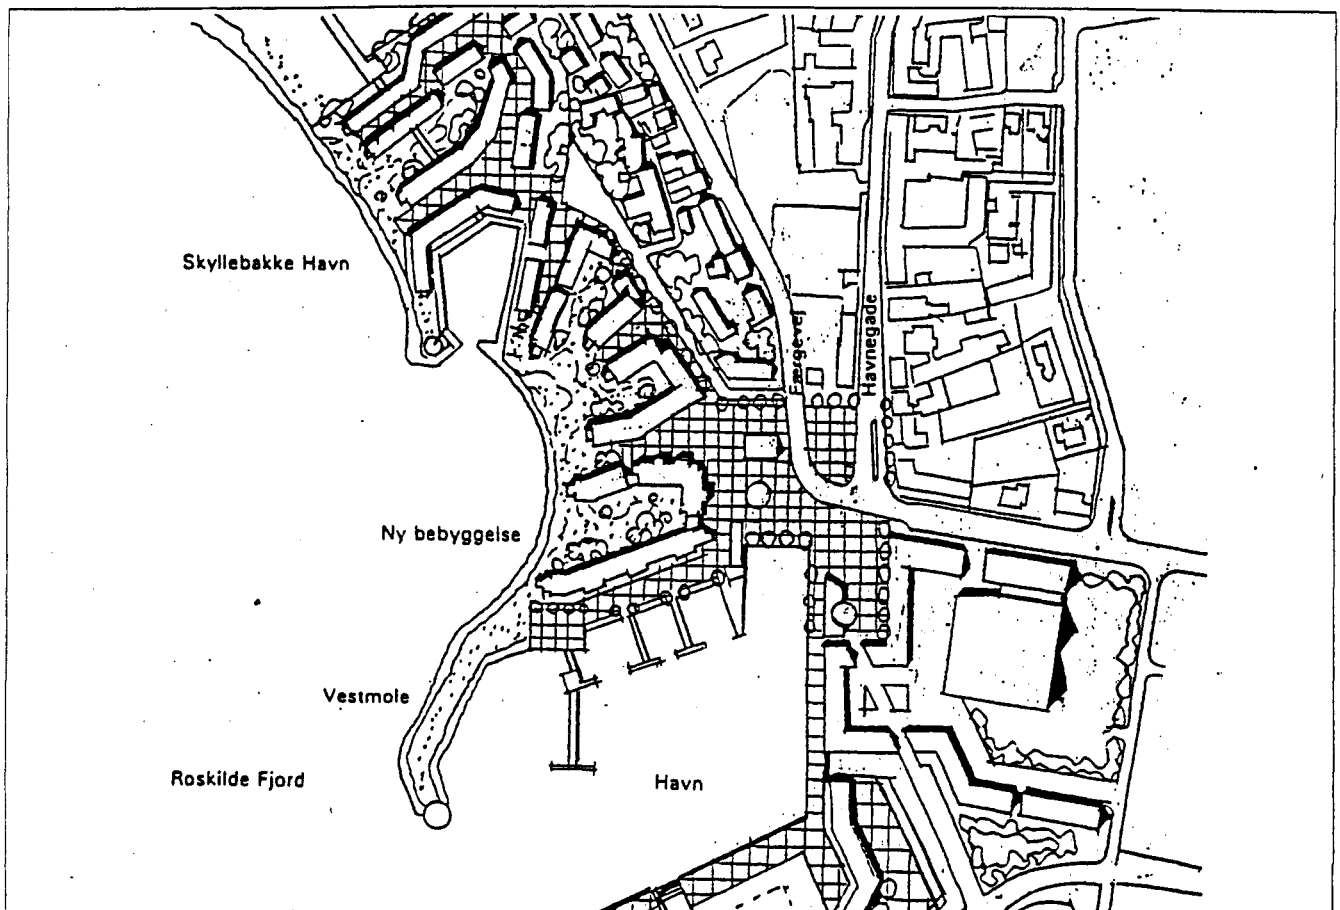 Skyllebakke Havn
Færgevej
Havnegade
Ny bebyggelse
Vestmole
Roskilde Fjord
Havn